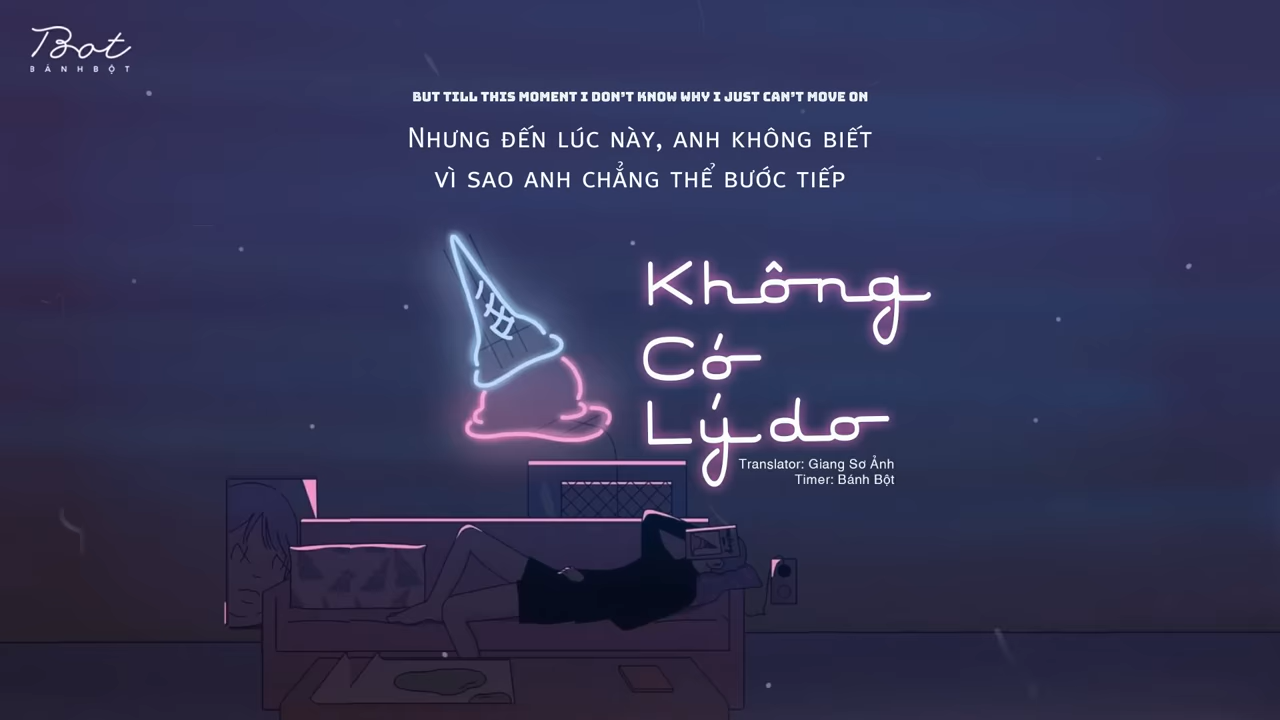 Bot
BÁNH BỘT
BUT TILL THIS MOMENT I DON'T KNOW WHY I JUST CAN'T MOVE ON
NHƯNG ĐẾN LÚC NÀY, ANH KHÔNG BIẾT
VÌ SAO ANH CHẲNG THỂ BƯỚC TIẾP
Không
Có
Lý do
Translator: Giang Sơ Ảnh
Timer: Bánh Bột